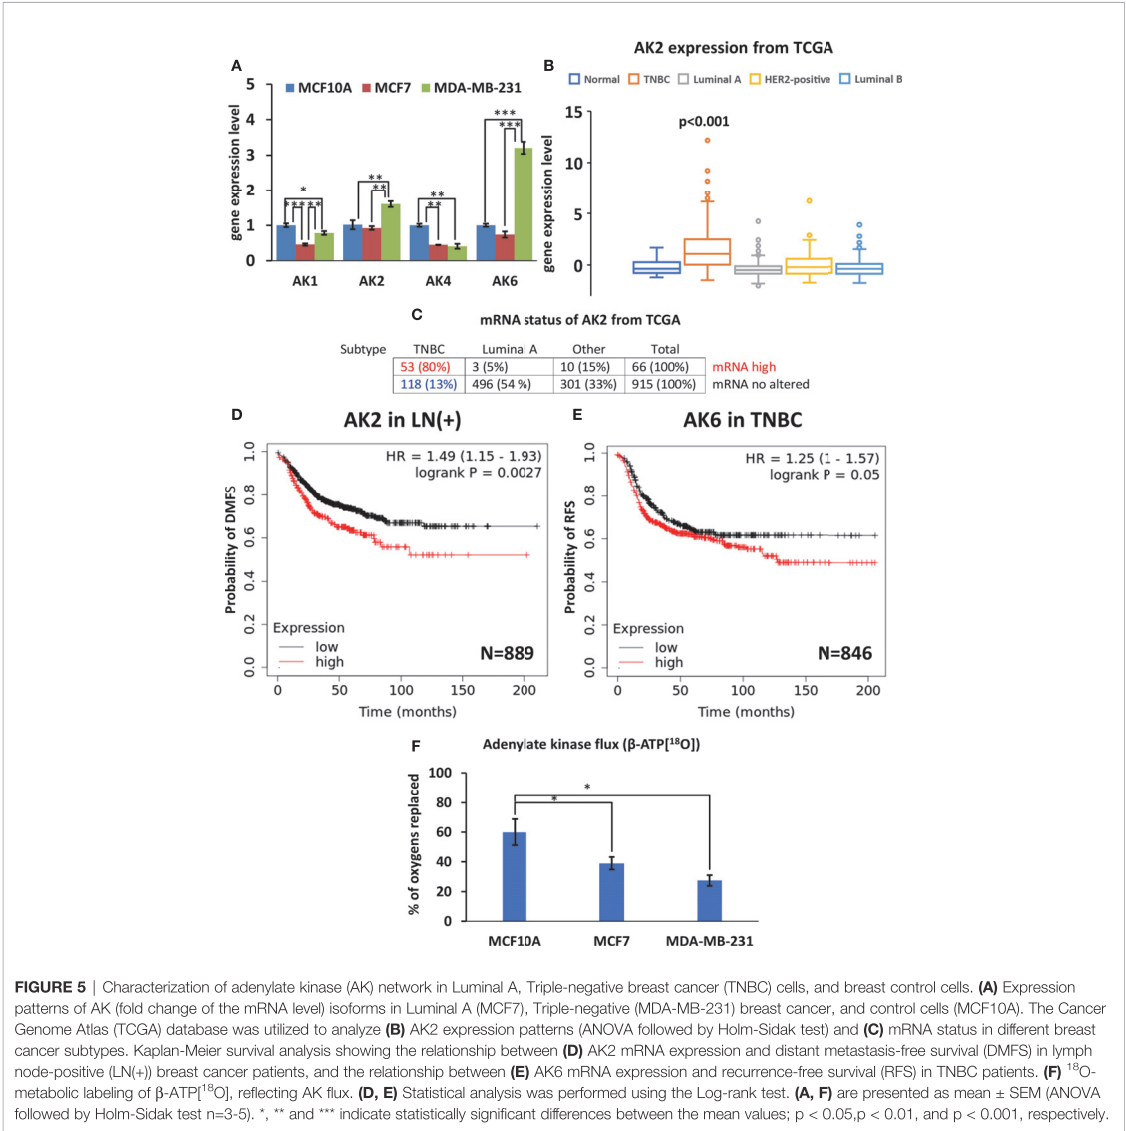 A
5
4
3
2
1
0
gene expression level
MCF10A MCF7 MDA-MB-231
*
*** **
**
**
**
**
***
***
AK1 AK2 AK4 AK6
AK2 expression from TCGA
B
Normal TNBC Luminal A HER2-positive Luminal B
15
10
5
0
gene expression level
p<0.001
C
mRNA status of AK2 from TCGA
Subtype TNBC Luminal A Other Total
53 (80%) 3 (5%) 10 (15%) 66 (100%) mRNA high
118 (13%) 496 (54 %) 301 (33%) 915 (100%) mRNA no altered
D
AK2 in LN(+)
HR = 1.49 (1.15 - 1.93)
logrank P = 0.0027
Probability of DMFS
1.0
0.8
0.6
0.4
0.2
0.0
Expression
low
high
N=889
0 50 100 150 200
Time (months)
E
AK6 in TNBC
HR = 1.25 (1 - 1.57)
logrank P = 0.05
Probability of RFS
1.0
0.8
0.6
0.4
0.2
0.0
Expression
low
high
N=846
0 50 100 150 200
Time (months)
F
Adenylate kinase flux (β-ATP[¹⁸O])
% of oxygens replaced
100
80
60
40
20
0
*
*
MCF10A MCF7 MDA-MB-231
FIGURE 5 | Characterization of adenylate kinase (AK) network in Luminal A, Triple-negative breast cancer (TNBC) cells, and breast control cells. (A) Expression
patterns of AK (fold change of the mRNA level) isoforms in Luminal A (MCF7), Triple-negative (MDA-MB-231) breast cancer, and control cells (MCF10A). The Cancer
Genome Atlas (TCGA) database was utilized to analyze (B) AK2 expression patterns (ANOVA followed by Holm-Sidak test) and (C) mRNA status in different breast
cancer subtypes. Kaplan-Meier survival analysis showing the relationship between (D) AK2 mRNA expression and distant metastasis-free survival (DMFS) in lymph
node-positive (LN(+)) breast cancer patients, and the relationship between (E) AK6 mRNA expression and recurrence-free survival (RFS) in TNBC patients. (F) ¹⁸O-
metabolic labeling of β-ATP[¹⁸O], reflecting AK flux. (D, E) Statistical analysis was performed using the Log-rank test. (A, F) are presented as mean ± SEM (ANOVA
followed by Holm-Sidak test n=3-5). *, ** and *** indicate statistically significant differences between the mean values; p < 0.05,p < 0.01, and p < 0.001, respectively.